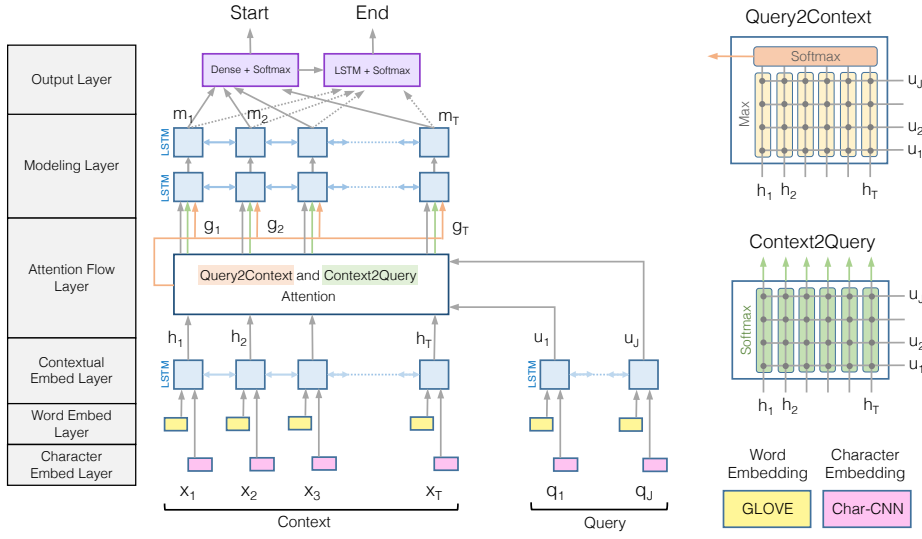 Start
End
Output Layer
Dense + Softmax
LSTM + Softmax
m1
m2
mT
LSTM
Modeling Layer
LSTM
g1
g2
gT
Attention Flow
Layer
Query2Context and Context2Query
Attention
h1
h2
hT
u1
uJ
Contextual
Embed Layer
LSTM
LSTM
Word Embed
Layer
Character
Embed Layer
x1
x2
x3
xT
q1
qJ
Context
Query
Query2Context
Softmax
Max
uJ
u2
u1
h1
h2
hT
Context2Query
Softmax
uJ
u2
u1
h1
h2
hT
Word
Embedding
Character
Embedding
GLOVE
Char-CNN